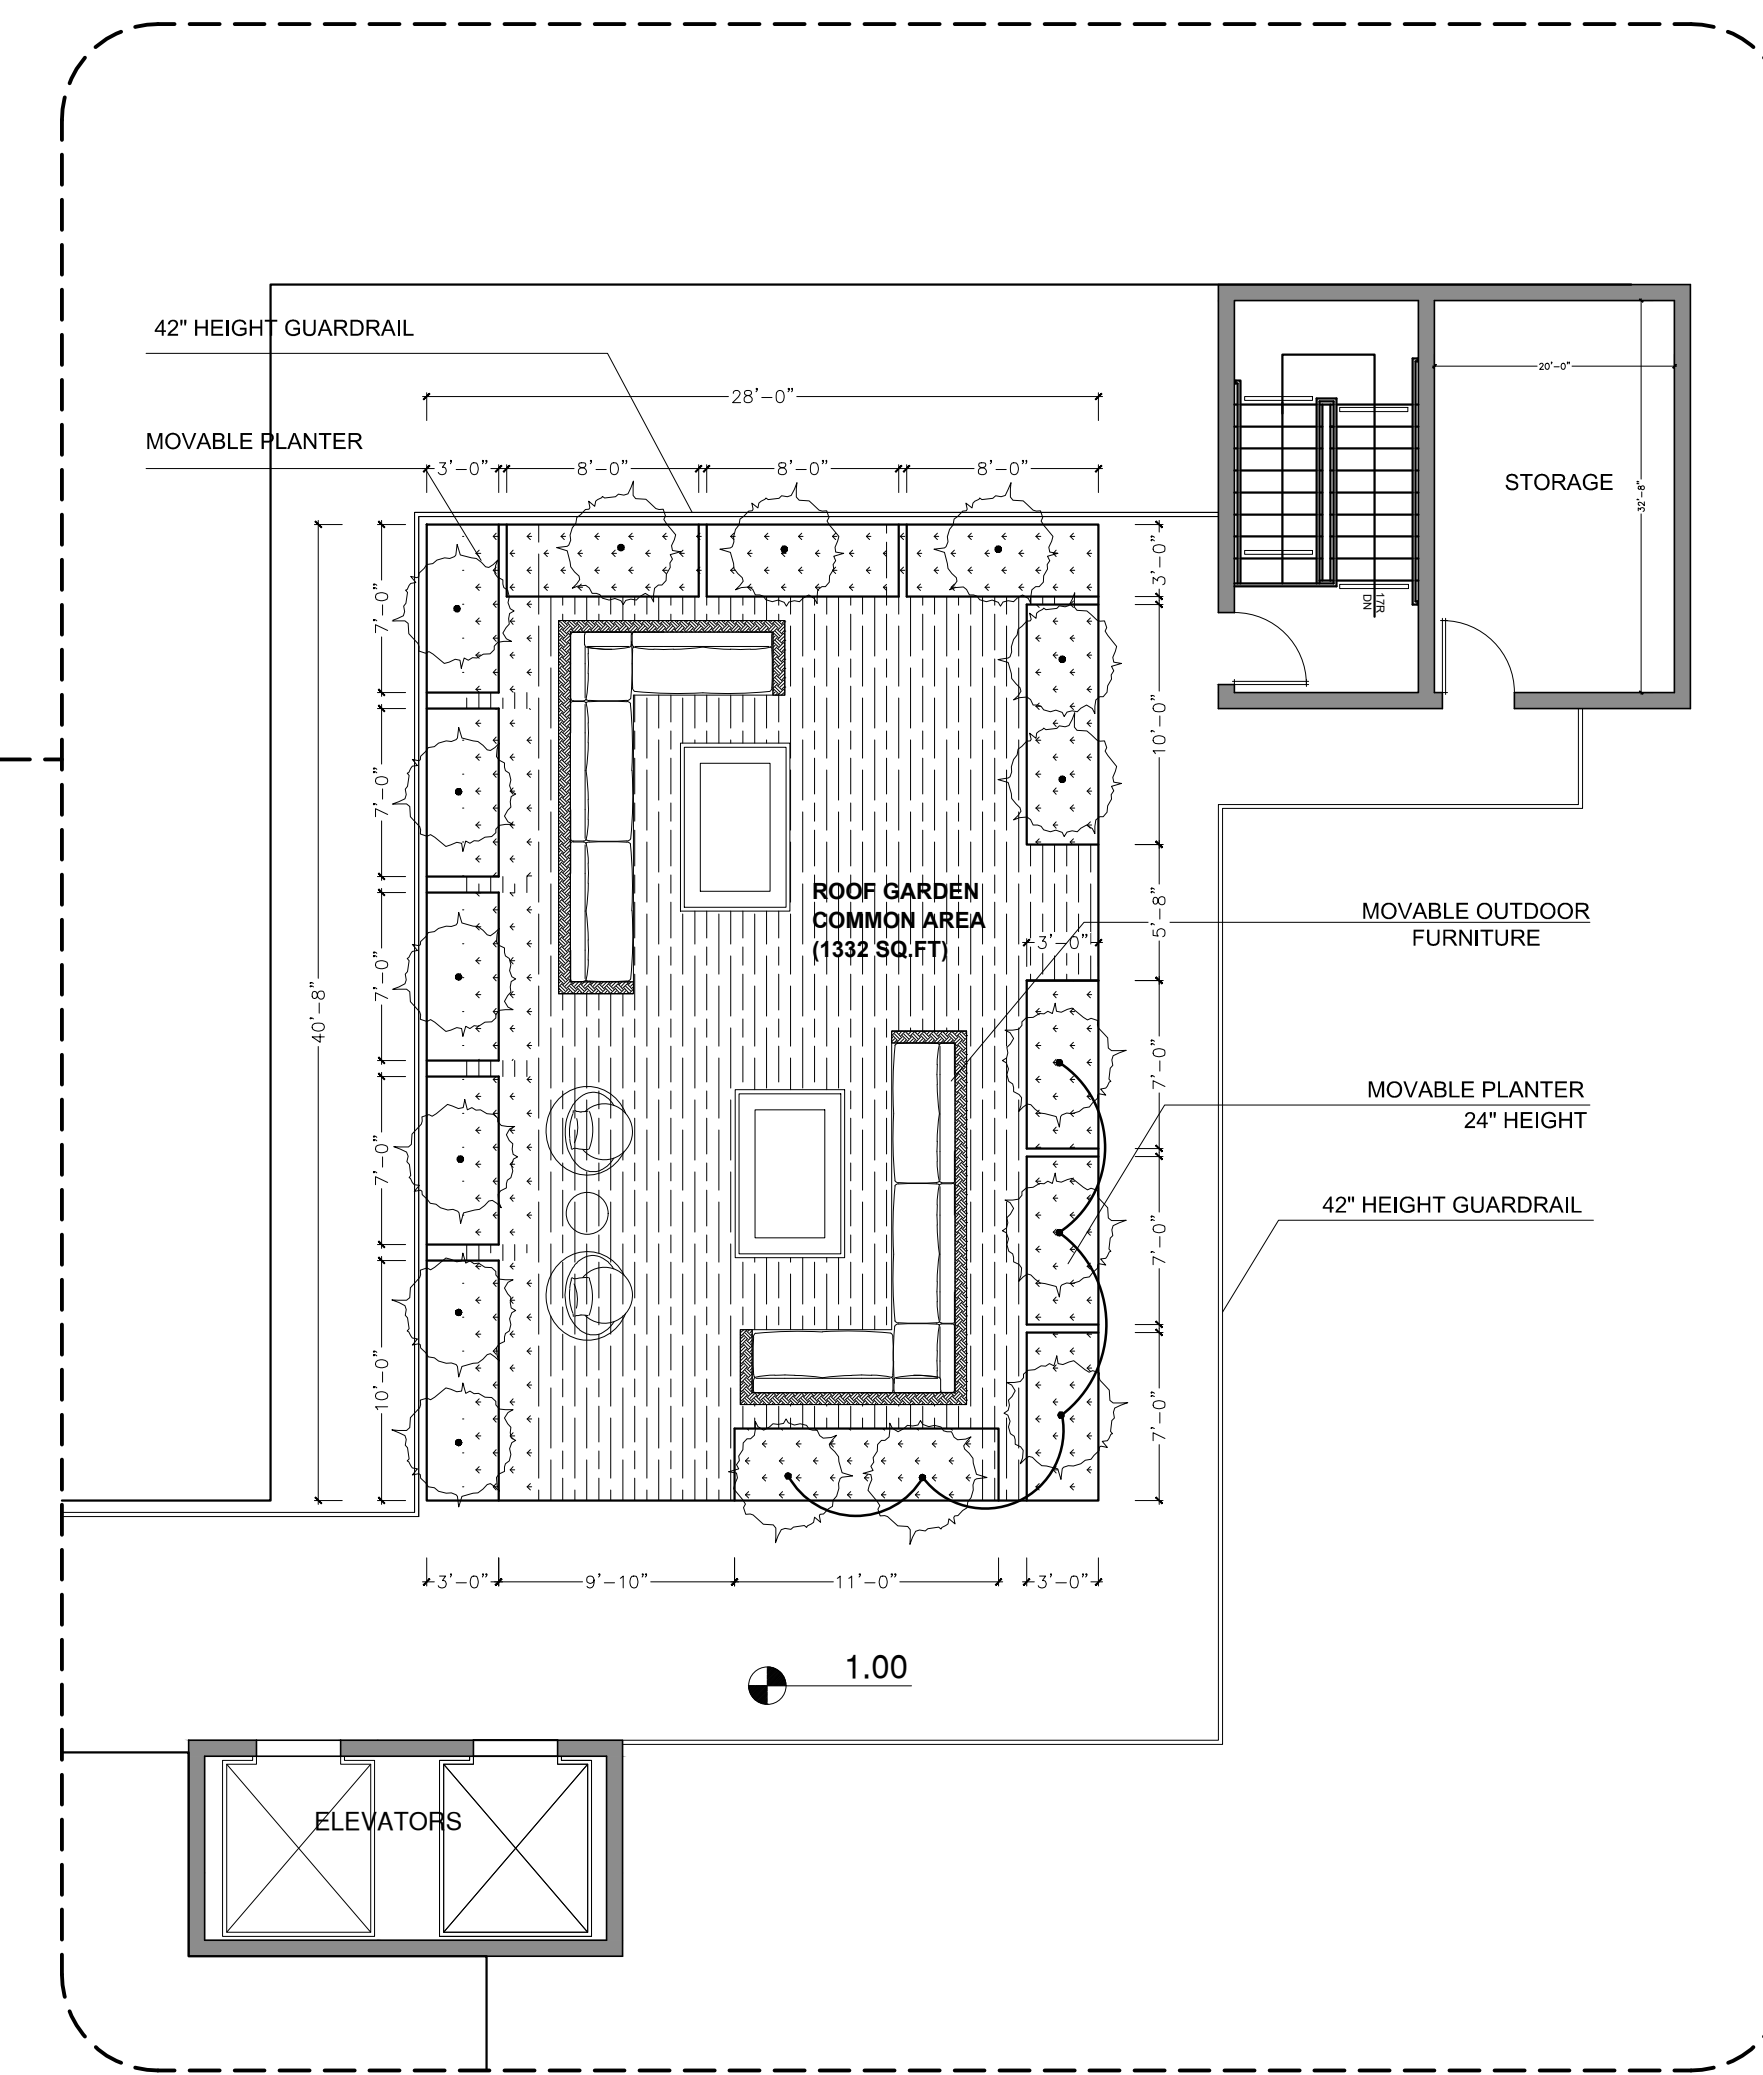 42" HEIGHT GUARDRAIL
28'-0"
20'-0"
MOVABLE PLANTER
3'-0"
8'-0"
8'-0"
8'-0"
STORAGE
32'-8"
3'-0"
7'-0"
17R
DN
10'-0"
7'-0"
ROOF GARDEN
COMMON AREA
(1332 SQ.FT)
5'-8"
3'-0"
MOVABLE OUTDOOR
FURNITURE
7'-0"
40'-8"
7'-0"
MOVABLE PLANTER
24" HEIGHT
7'-0"
42" HEIGHT GUARDRAIL
7'-0"
10'-0"
7'-0"
3'-0"
9'-10"
11'-0"
3'-0"
1.00
ELEVATORS